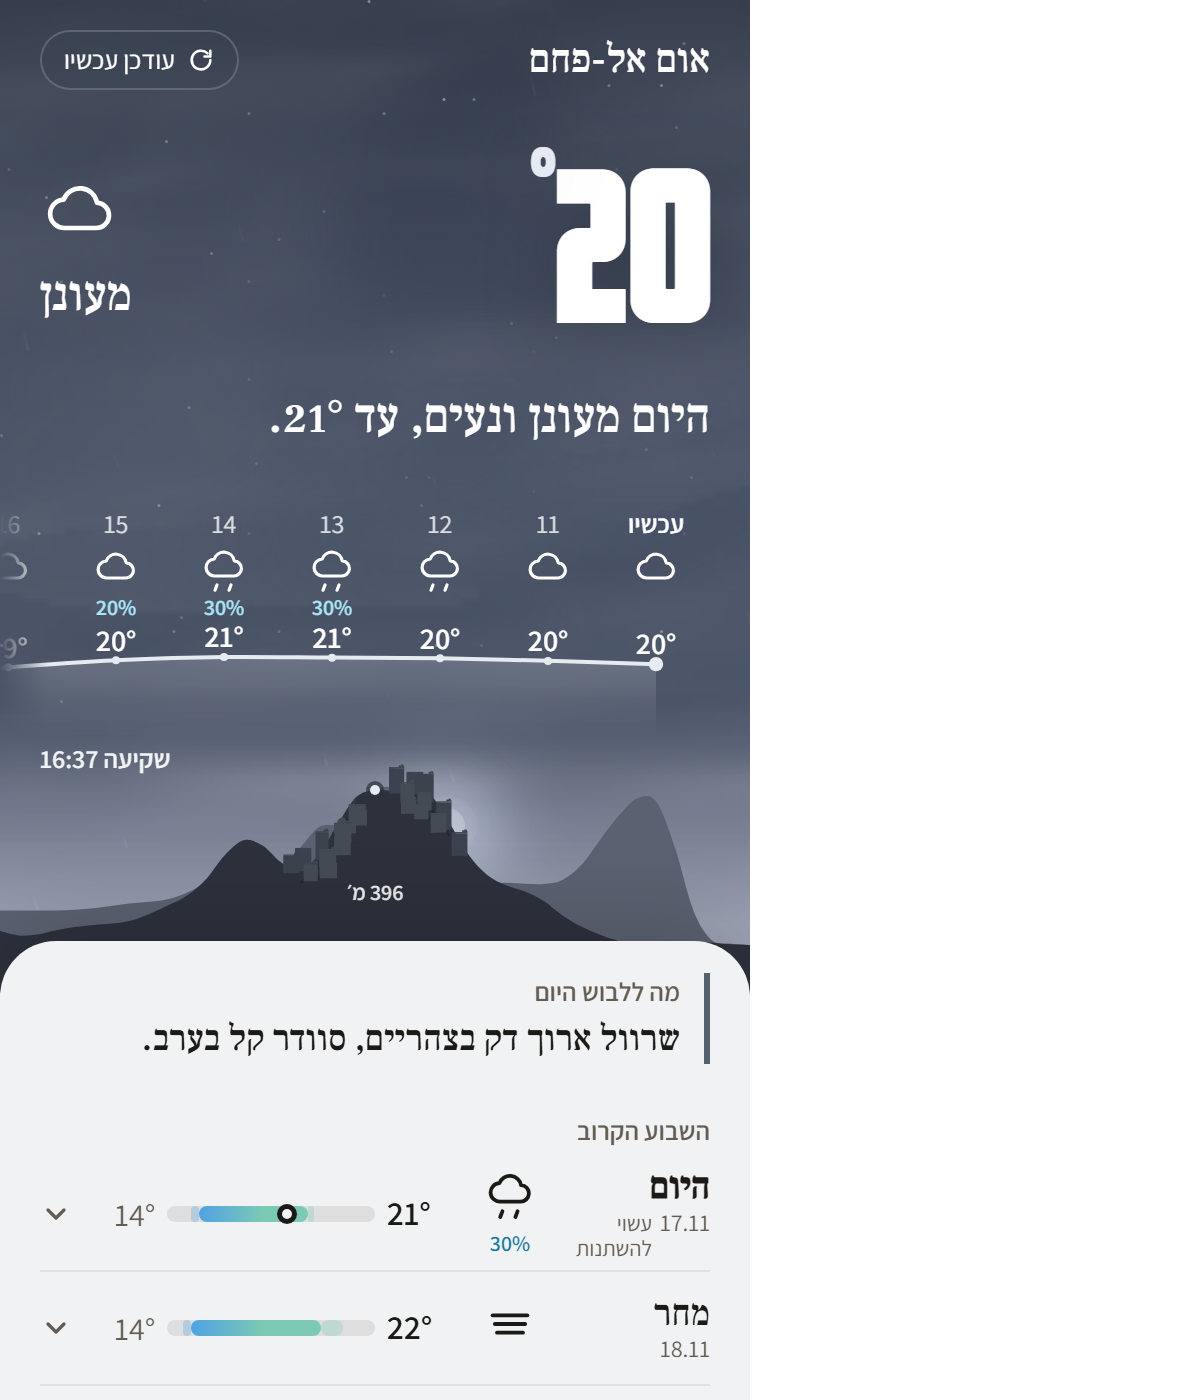 אום אל-פחם
עודכן עכשיו
20°
מעונן
היום מעונן ונעים, עד 21°.
עכשיו 11 12 13 14 15
30% 30% 20%
20° 20° 20° 21° 21° 20°
שקיעה 16:37
396 מ׳
מה ללבוש היום
שרוול ארוך דק בצהריים, סוודר קל בערב.
השבוע הקרוב
היום
17.11 עשוי להשתנות
30%
21° 14°
מחר
18.11
22° 14°